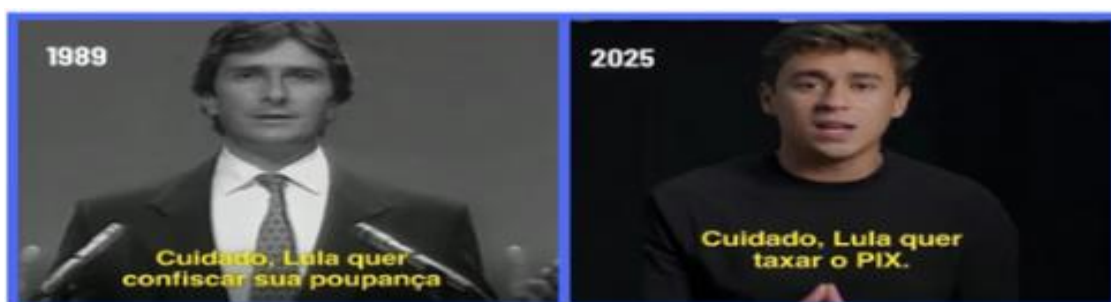 1989
Cuidado, Lula quer
confiscar sua poupança
2025
Cuidado, Lula quer
taxar o PIX.